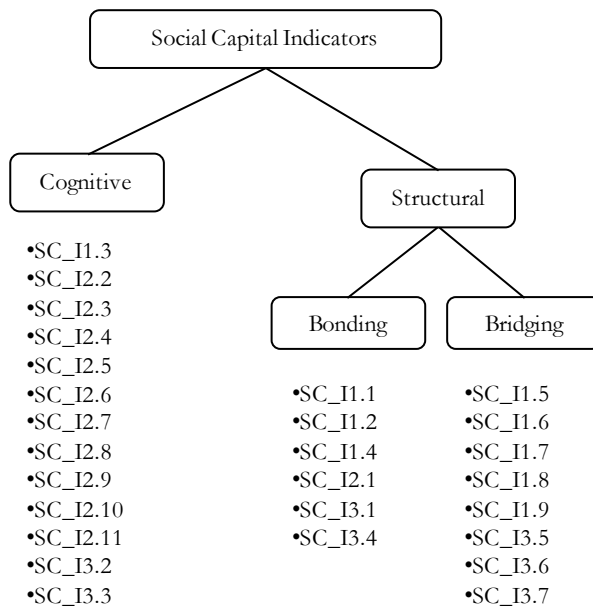 Social Capital Indicators
Cognitive
•SC_I1.3
•SC_I2.2
•SC_I2.3
•SC_I2.4
•SC_I2.5
•SC_I2.6
•SC_I2.7
•SC_I2.8
•SC_I2.9
•SC_I2.10
•SC_I2.11
•SC_I3.2
•SC_I3.3
Structural
Bonding
•SC_I1.1
•SC_I1.2
•SC_I1.4
•SC_I2.1
•SC_I3.1
•SC_I3.4
Bridging
•SC_I1.5
•SC_I1.6
•SC_I1.7
•SC_I1.8
•SC_I1.9
•SC_I3.5
•SC_I3.6
•SC_I3.7